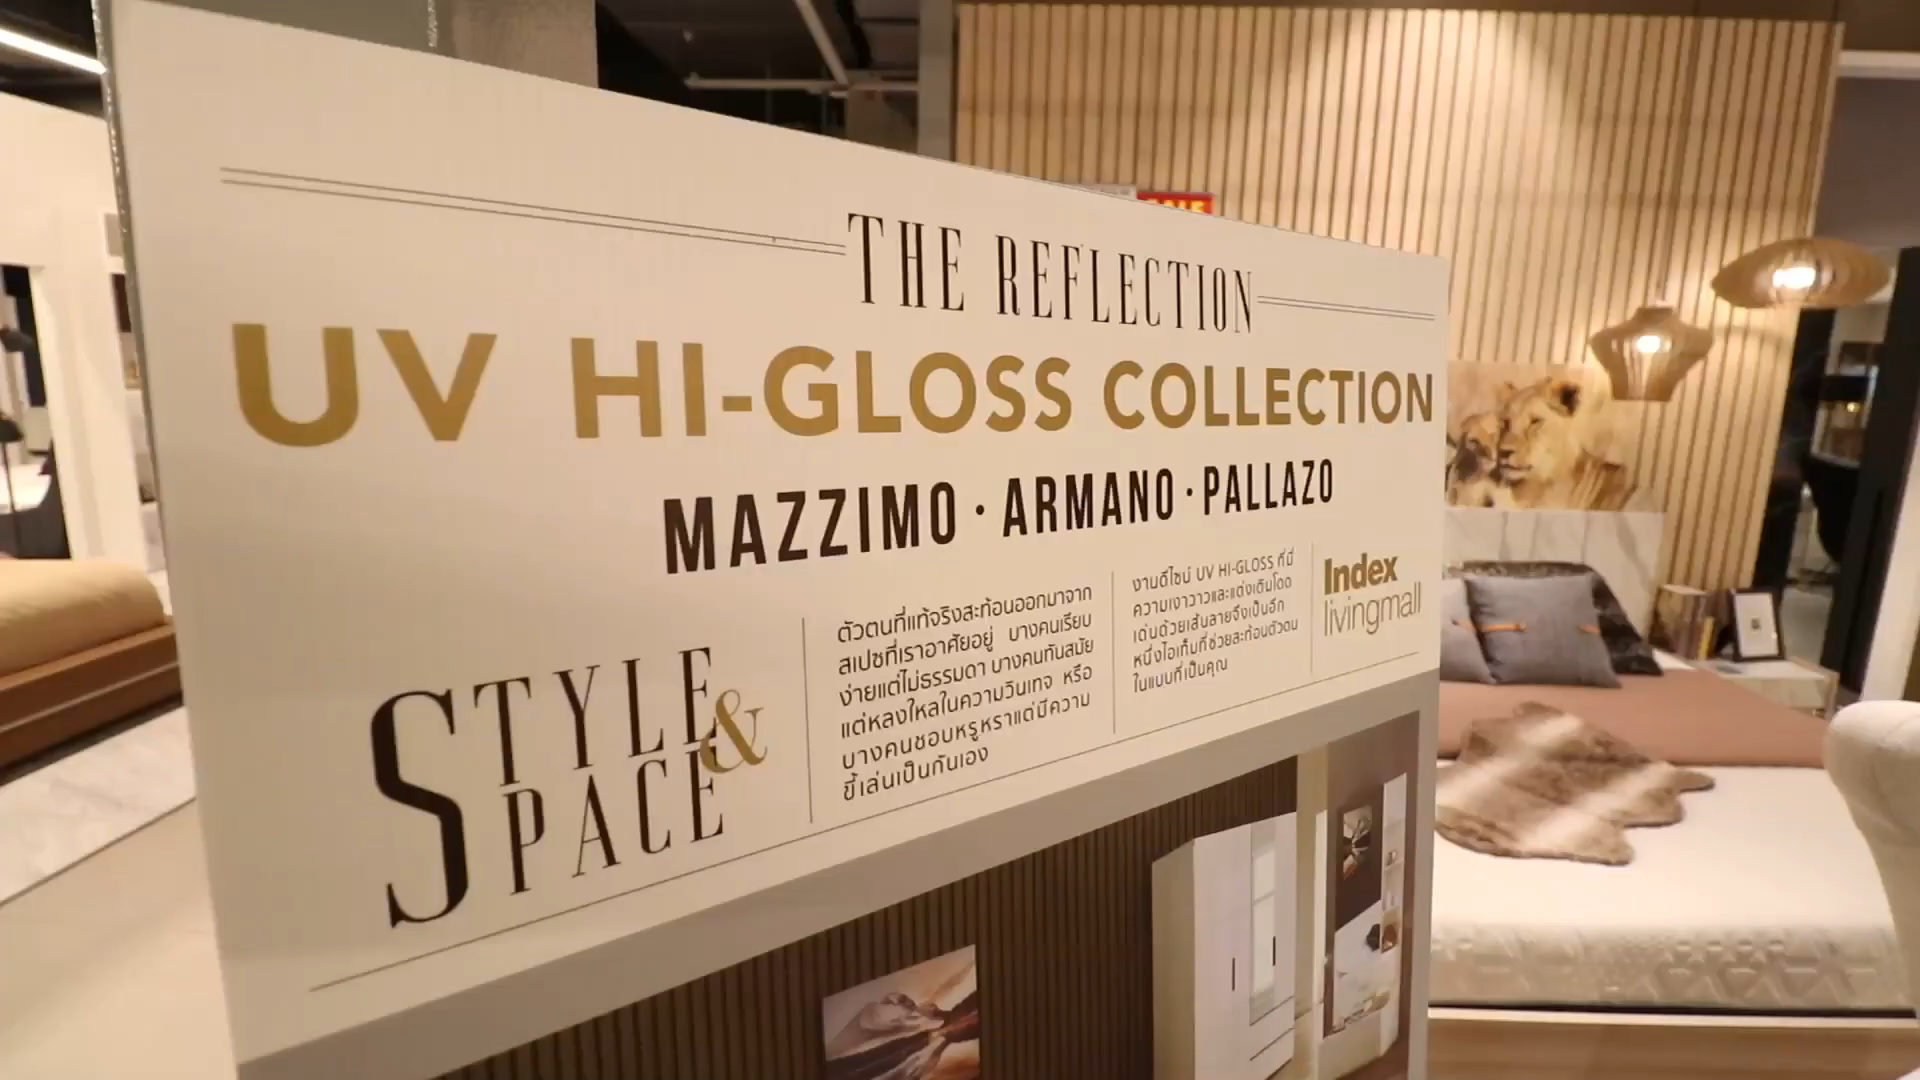 THE REFLECTION
UV HI-GLOSS COLLECTION
MAZZIMO · ARMANO · PALLAZO
STYLE &
SPACE
ตัวตนที่แท้จริงสะท้อนออกมาจาก
สเปซที่เราอาศัยอยู่ บางคนเรียบ
ง่ายแต่ไม่ธรรมดา บางคนทันสมัย
แต่หลงใหลในความวินเทจ หรือ
บางคนชอบหรูหราแต่มีความ
ขี้เล่นเป็นกันเอง
งานดีไซน์ UV HI-GLOSS ที่มี
ความเงาวาวและแต่งเติมโดด
เด่นด้วยเส้นลายจึงเป็นอีก
หนึ่งไอเท็มที่ช่วยสะท้อนตัวตน
ในแบบที่เป็นคุณ
Index
livingmall